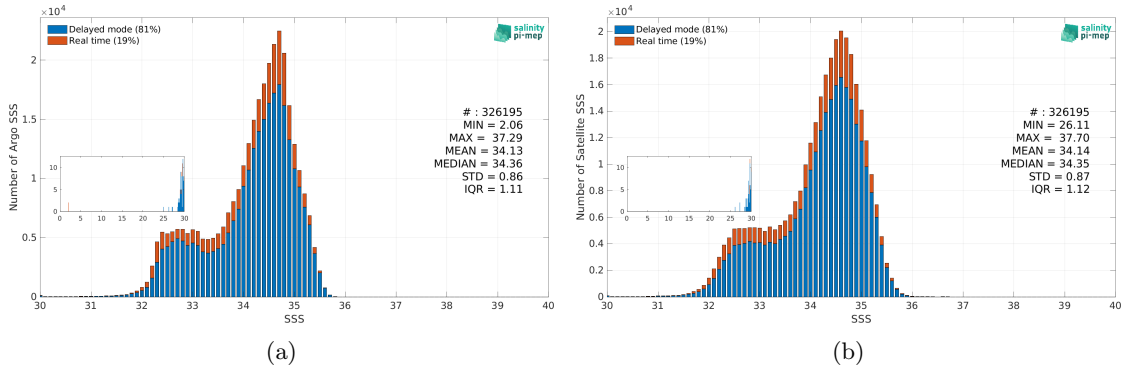 ×10⁴
Delayed mode (81%)
Real time (19%)
salinity
pi-mep
Number of Argo SSS
2
1.5
1
0.5
0
# : 326195
MIN = 2.06
MAX = 37.29
MEAN = 34.13
MEDIAN = 34.36
STD = 0.86
IQR = 1.11
10
5
0
0 5 10 15 20 25 30
30 31 32 33 34 35 36 37 38 39 40
SSS
(a)
×10⁴
Delayed mode (81%)
Real time (19%)
salinity
pi-mep
Number of Satellite SSS
2
1.8
1.6
1.4
1.2
1
0.8
0.6
0.4
0.2
0
# : 326195
MIN = 26.11
MAX = 37.70
MEAN = 34.14
MEDIAN = 34.35
STD = 0.87
IQR = 1.12
10
5
0
0 5 10 15 20 25 30
30 31 32 33 34 35 36 37 38 39 40
SSS
(b)